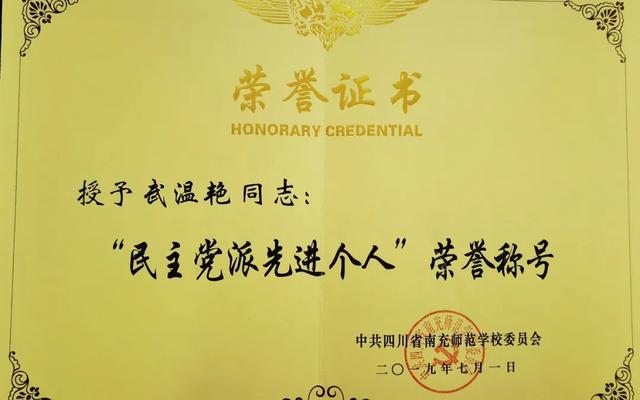 荣誉证书
HONORARY CREDENTIAL
授予武温艳同志：
“民主党派先进个人”荣誉称号
中共四川省南充师范学校委员会
二〇一九年七月一日